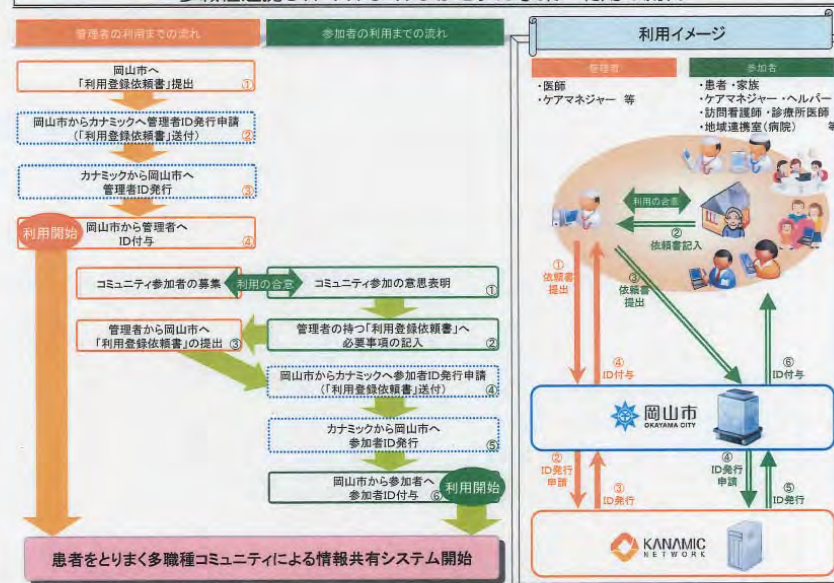 管理者の利用までの流れ
岡山市へ
「利用登録依頼書」提出
①
岡山市からカナミックへ管理者ID発行申請
(「利用登録依頼書」送付)
②
カナミックから岡山市へ
管理者ID発行
③
利用開始
岡山市から管理者へ
ID付与
④
参加者の利用までの流れ
コミュニティ参加者の募集
利用の合意
コミュニティ参加の意思表明
①
管理者から岡山市へ
「利用登録依頼書」の提出
③
管理者の持つ「利用登録依頼書」へ
必要事項の記入
②
岡山市からカナミックへ参加者ID発行申請
(「利用登録依頼書」送付)
④
カナミックから岡山市へ
参加者ID発行
⑤
岡山市から参加者へ
参加者ID付与
⑥
利用開始
患者をとりまく多職種コミュニティによる情報共有システム開始
利用イメージ
管理者
・医師
・ケアマネジャー 等
参加者
・患者・家族
・ケアマネジャー・ヘルパー
・訪問看護師・診療所医師
・地域連携室(病院) 等
利用の合意
②
依頼書記入
①
依頼書
提出
③
依頼書
提出
④
ID付与
⑥
ID付与
岡山市
OKAYAMA CITY
②
ID発行
申請
③
ID発行
④
ID発行
申請
⑤
ID発行
KANAMIC
NETWORK